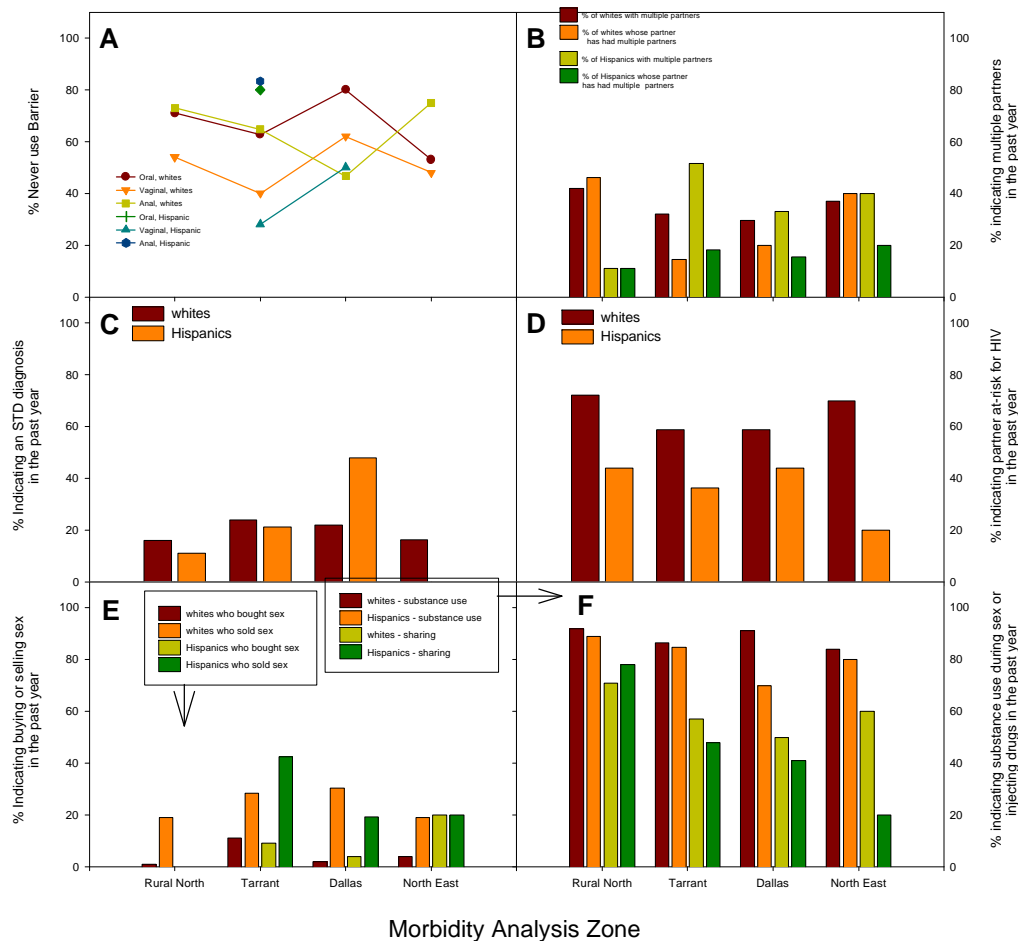 A
100
80
60
40
20
0
% Never use Barrier
Oral, whites
Vaginal, whites
Anal, whites
Oral, Hispanic
Vaginal, Hispanic
Anal, Hispanic
B
% of whites with multiple partners
% of whites whose partner
has had multiple partners
% of Hispanics with multiple partners
% of Hispanics whose partner
has had multiple partners
100
80
60
40
20
0
% indicating multiple partners
in the past year
C
whites
Hispanics
100
80
60
40
20
0
% Indicating an STD diagnosis
in the past year
D
whites
Hispanics
100
80
60
40
20
0
% indicating partner at-risk for HIV
in the past year
E
whites who bought sex
whites who sold sex
Hispanics who bought sex
Hispanics who sold sex
100
80
60
40
20
0
% Indicating buying or selling sex
in the past year
Rural North
Tarrant
Dallas
North East
whites - substance use
Hispanics - substance use
whites - sharing
Hispanics - sharing
F
100
80
60
40
20
0
% indicating substance use during sex or
injecting drugs in the past year
Rural North
Tarrant
Dallas
North East
Morbidity Analysis Zone